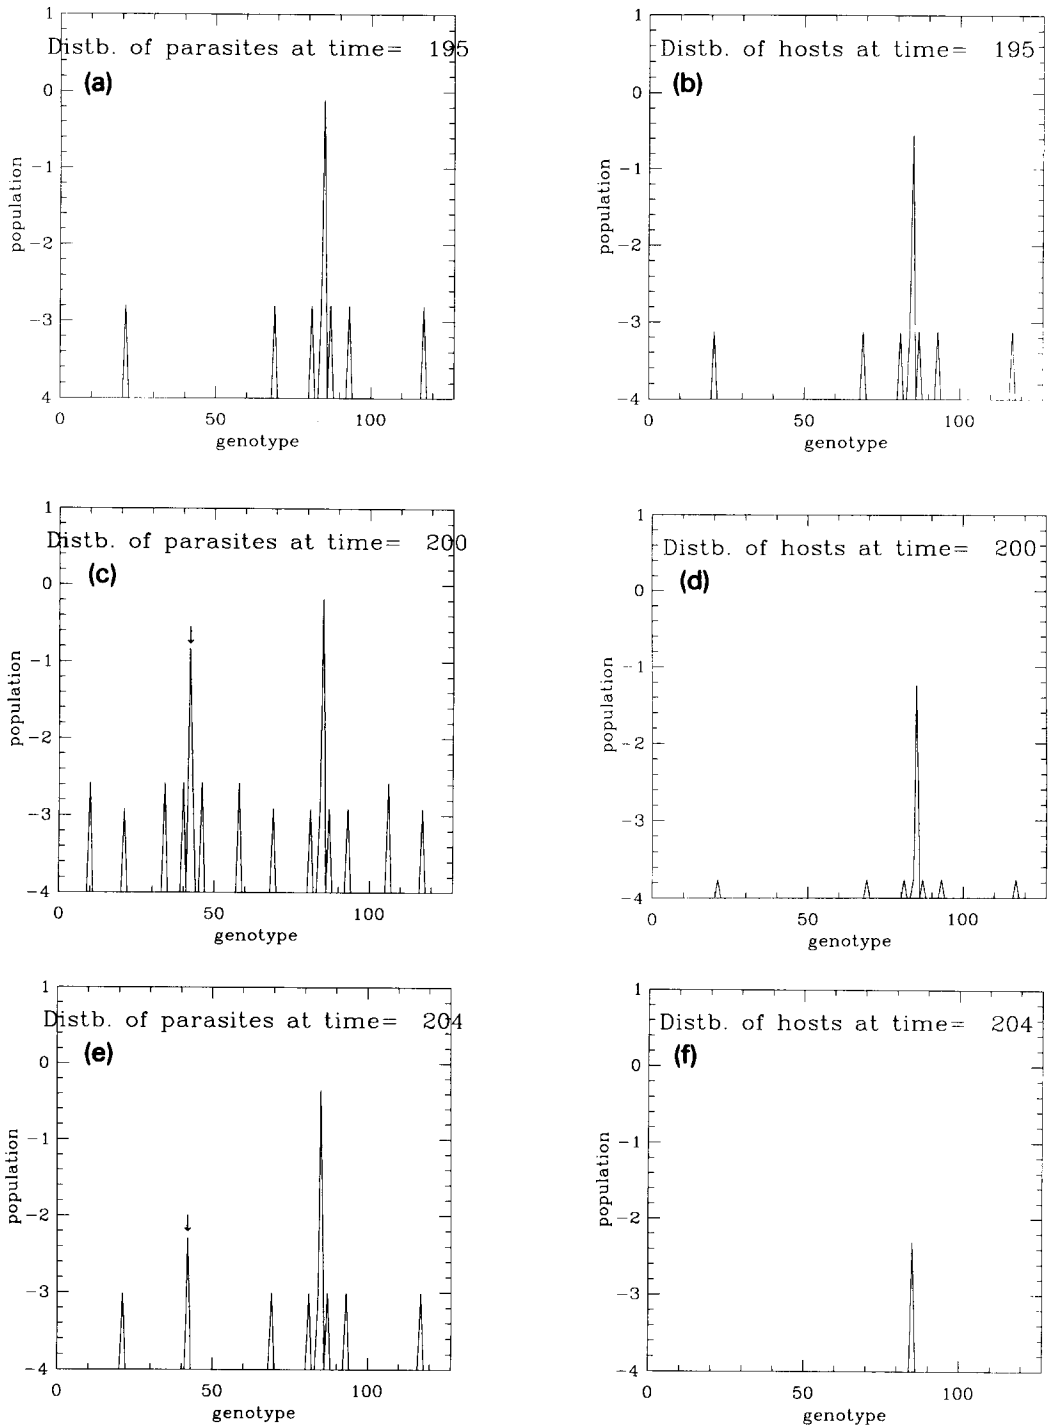 1
Distb. of parasites at time= 195
(a)
0
−1
−2
−3
4
population
0 50 100
genotype
1
Distb. of hosts at time= 195
(b)
0
−1
−2
−3
−4
population
0 50 100
genotype
1
Distb. of parasites at time= 200
(c)
0
−1
−2
−3
−4
population
0 50 100
genotype
1
Distb. of hosts at time= 200
(d)
0
−1
−2
−3
−4
population
0 50 100
genotype
1
Distb. of parasites at time= 204
(e)
0
−1
−2
−3
−4
population
0 50 100
genotype
1
Distb. of hosts at time= 204
(f)
0
−1
−2
−3
−4
population
0 50 100
genotype